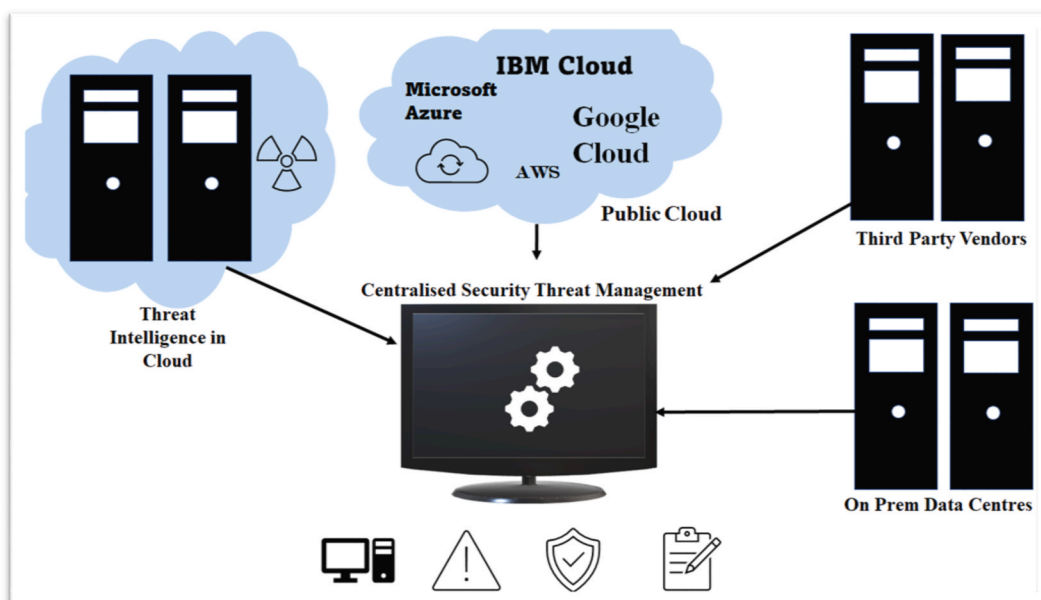 IBM Cloud
Microsoft
Azure
Google
Cloud
AWS
Public Cloud
Third Party Vendors
Centralised Security Threat Management
Threat
Intelligence in
Cloud
On Prem Data Centres